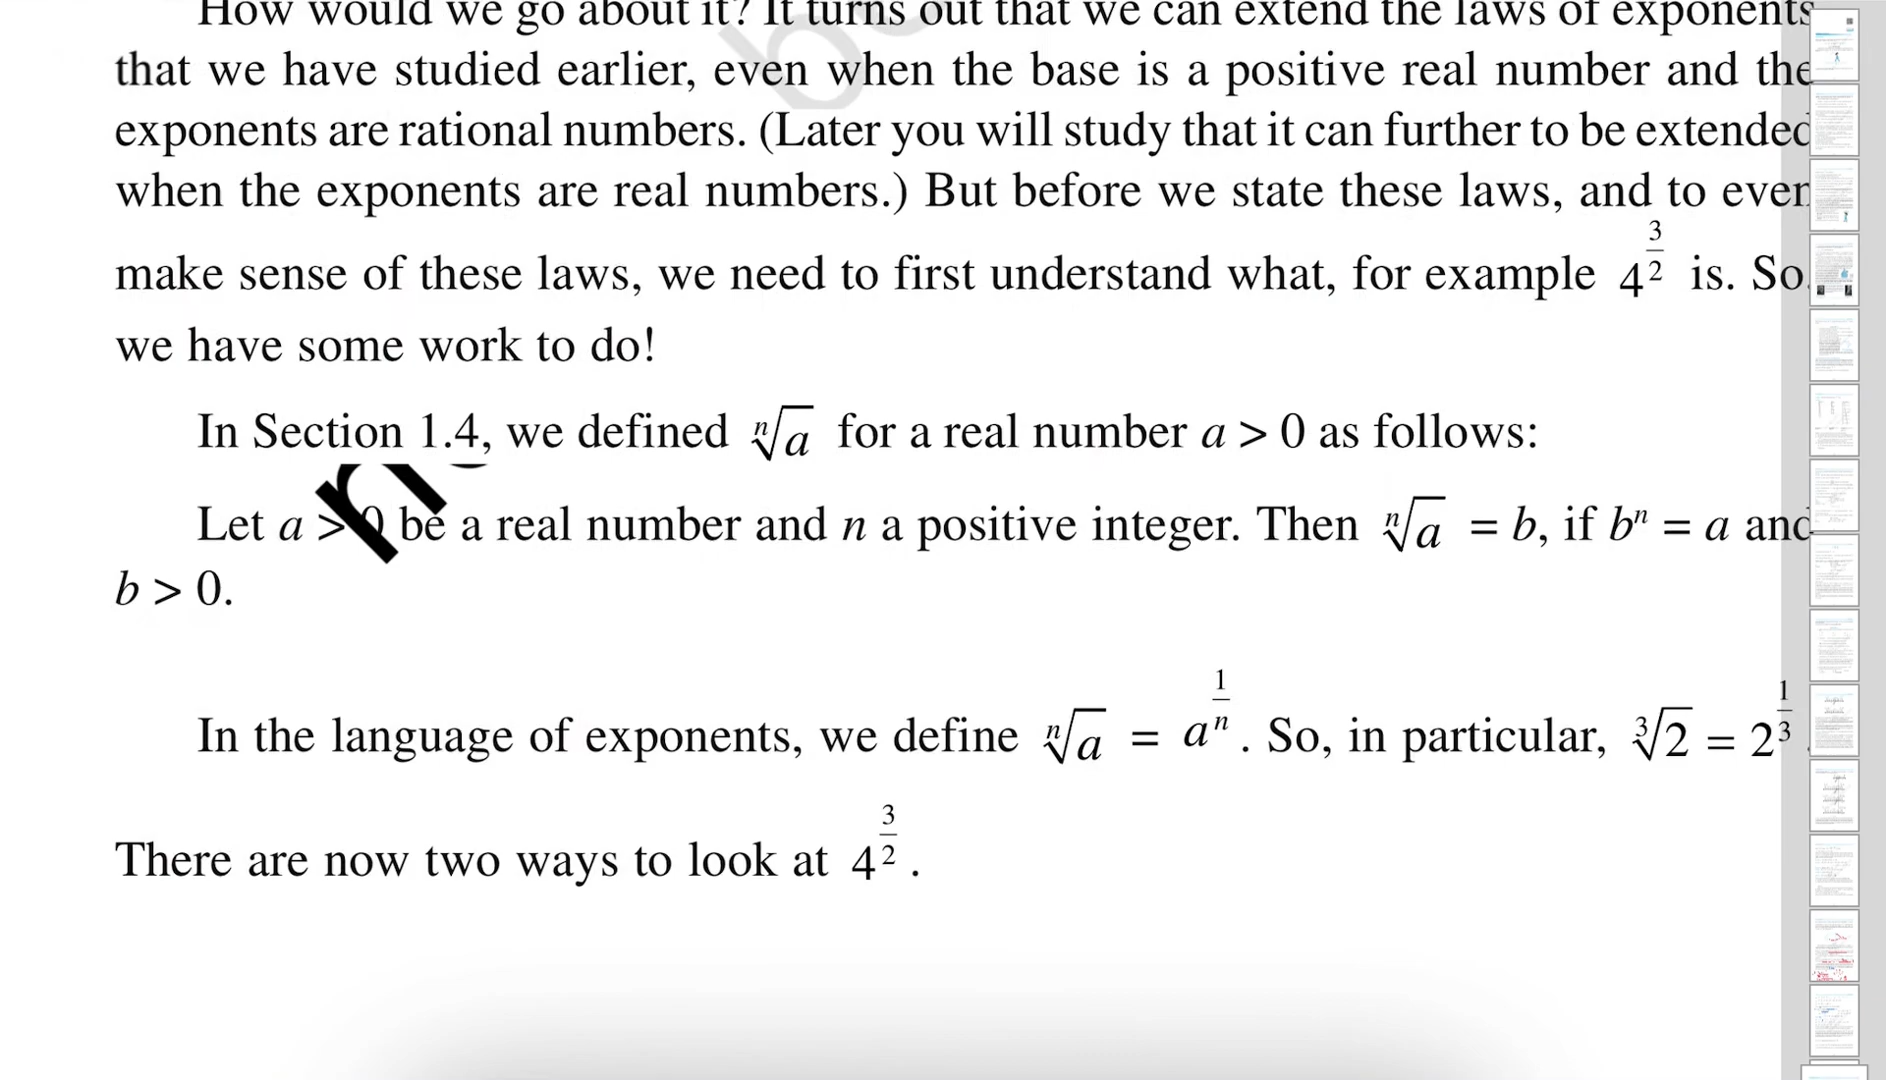 How would we go about it? It turns out that we can extend the laws of exponents
that we have studied earlier, even when the base is a positive real number and the
exponents are rational numbers. (Later you will study that it can further to be extended
when the exponents are real numbers.) But before we state these laws, and to even
make sense of these laws, we need to first understand what, for example 4^(3/2) is. So,
we have some work to do!
In Section 1.4, we defined ⁿ√a for a real number a > 0 as follows:
Let a > 0 be a real number and n a positive integer. Then ⁿ√a = b, if bⁿ = a and
b > 0.
In the language of exponents, we define ⁿ√a = a^(1/n). So, in particular, ³√2 = 2^(1/3)
There are now two ways to look at 4^(3/2).